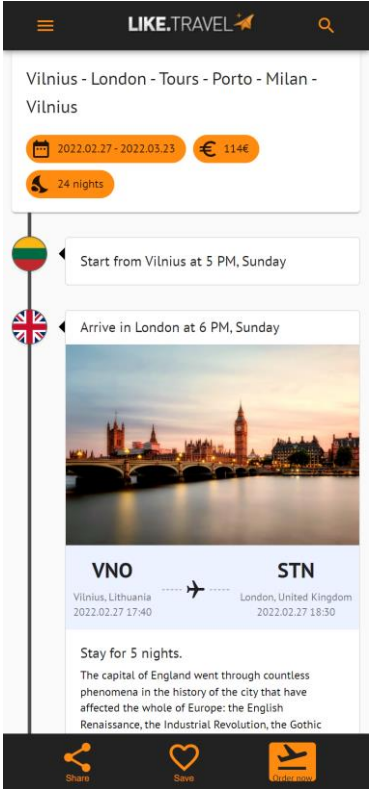 LIKE.TRAVEL
Vilnius - London - Tours - Porto - Milan -
Vilnius
2022.02.27 - 2022.03.23
€ 114€
24 nights
Start from Vilnius at 5 PM, Sunday
Arrive in London at 6 PM, Sunday
VNO STN
Vilnius, Lithuania London, United Kingdom
2022.02.27 17:40 2022.02.27 18:30
Stay for 5 nights.
The capital of England went through countless
phenomena in the history of the city that have
affected the whole of Europe: the English
Renaissance, the Industrial Revolution, the Gothic
Share Save Order now